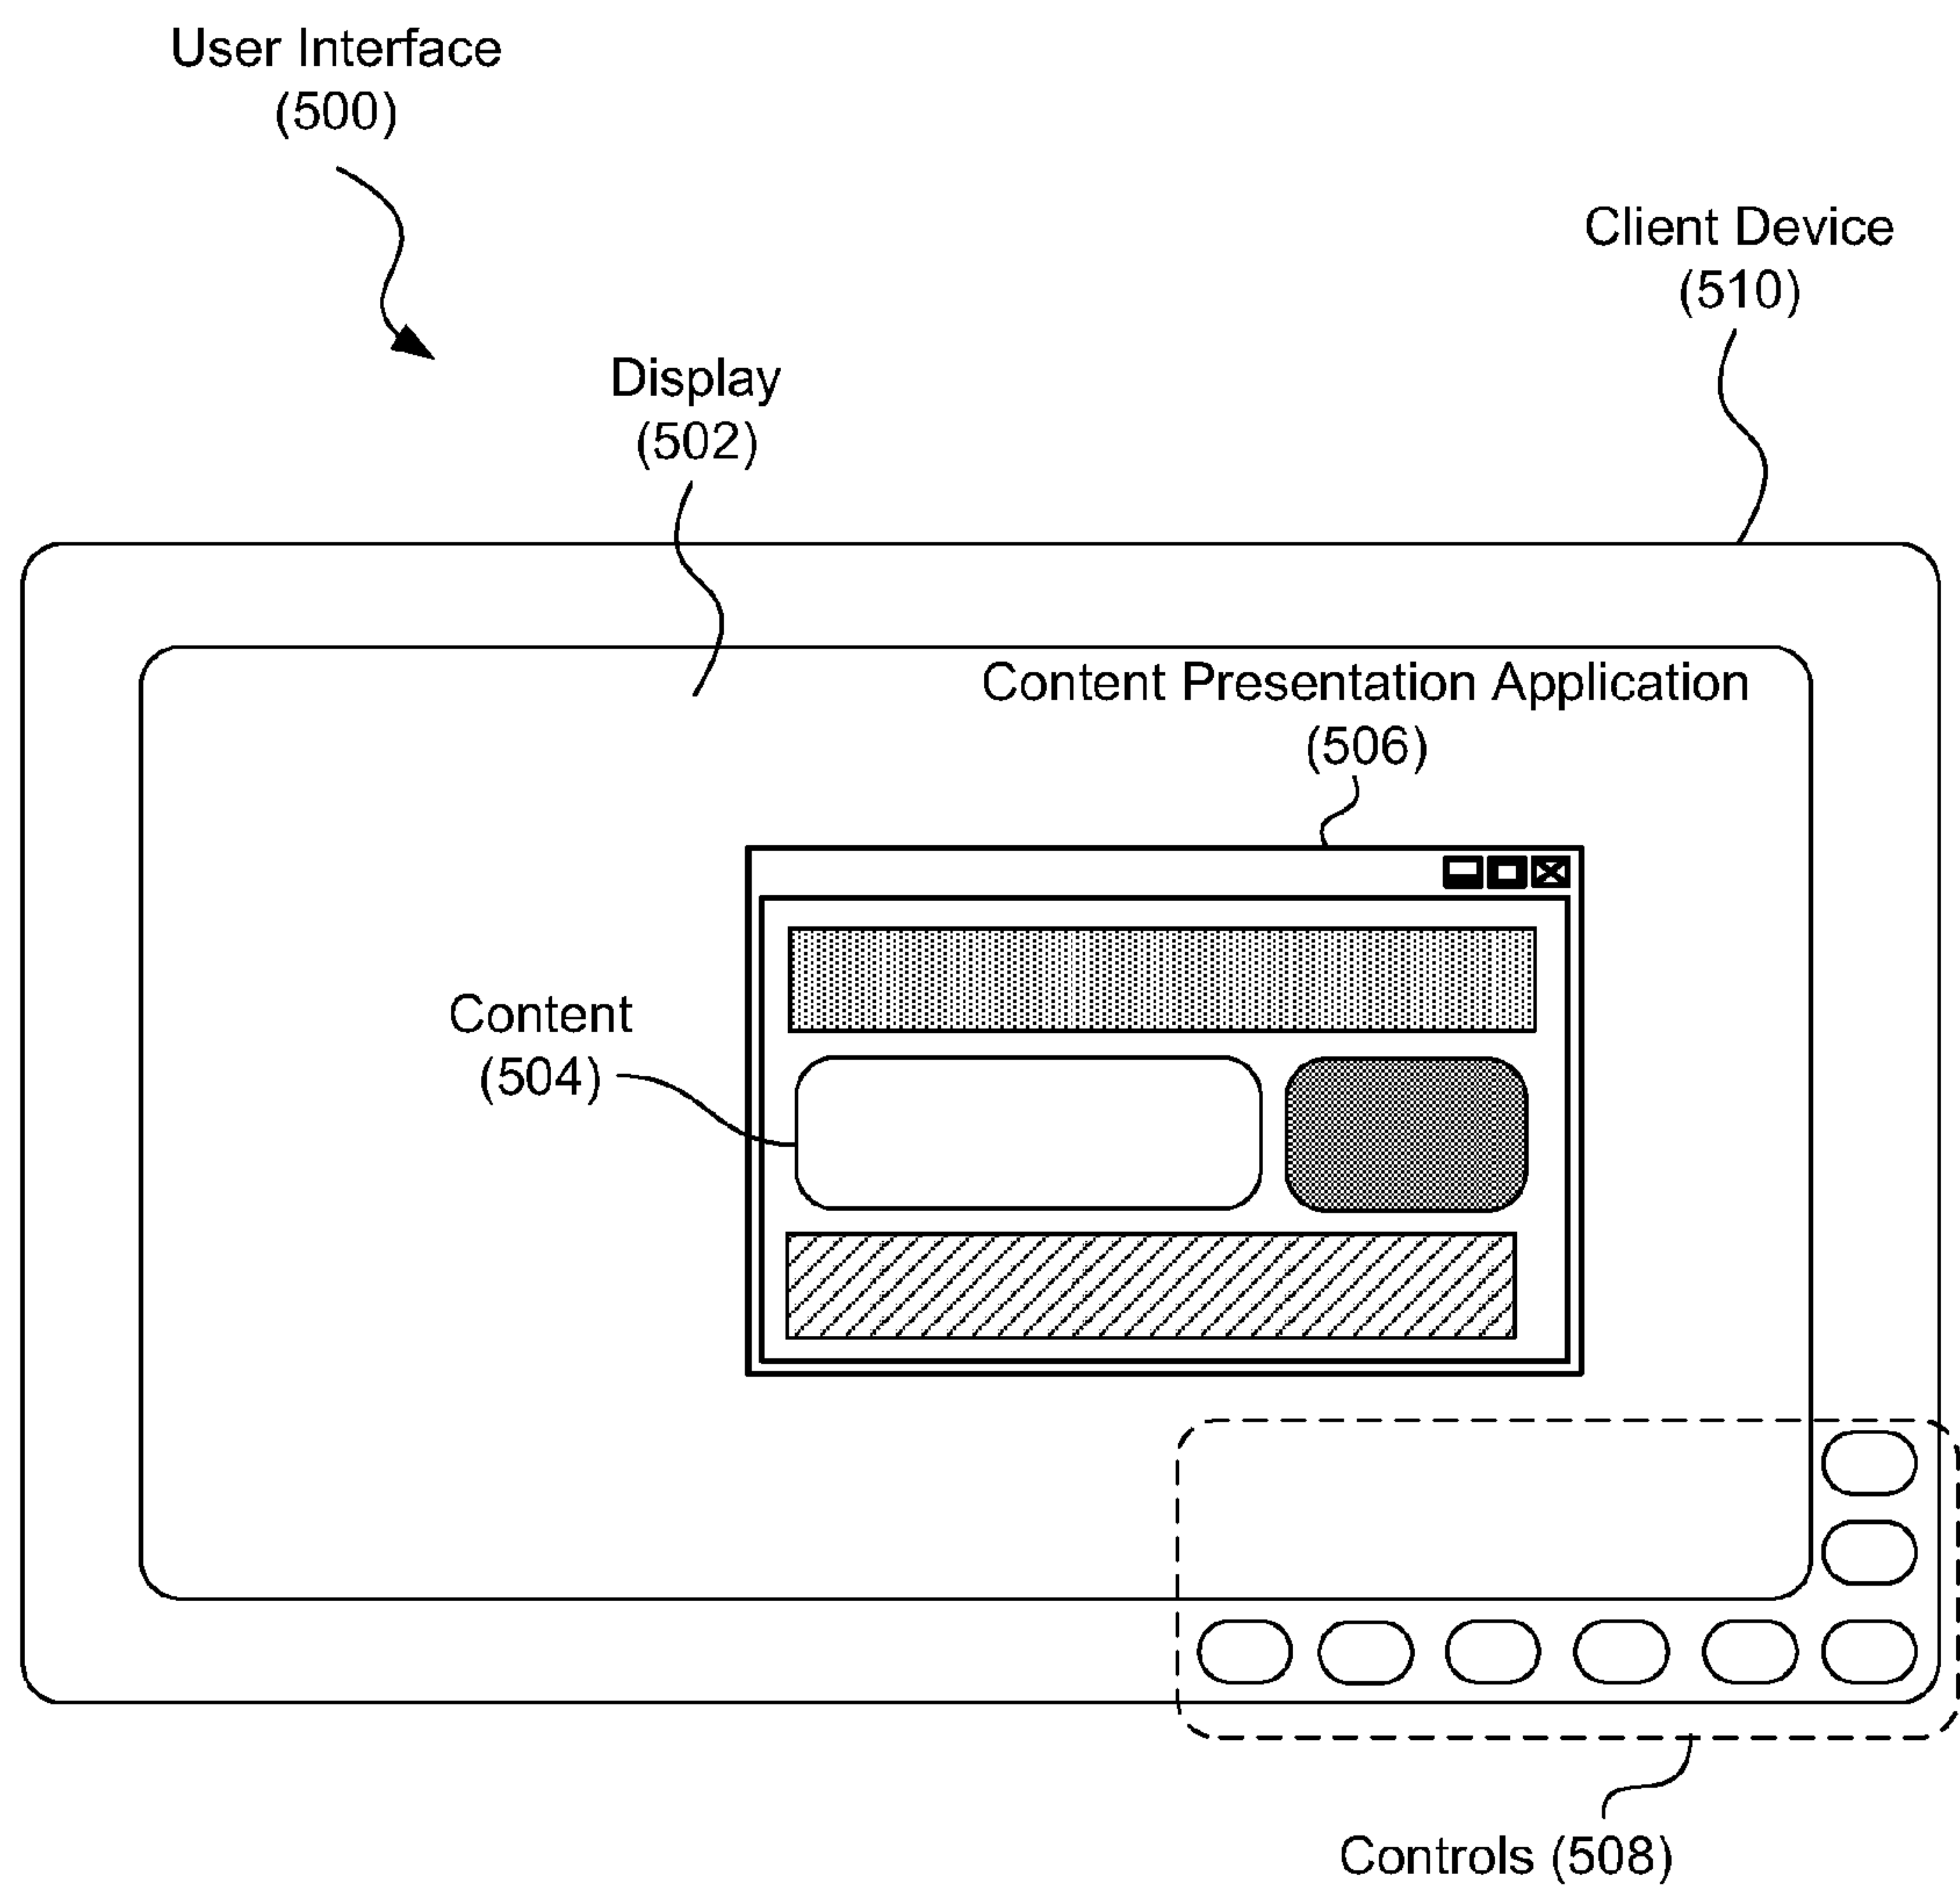 User Interface
(500)
Client Device
(510)
Display
(502)
Content Presentation Application
(506)
Content
(504)
Controls (508)